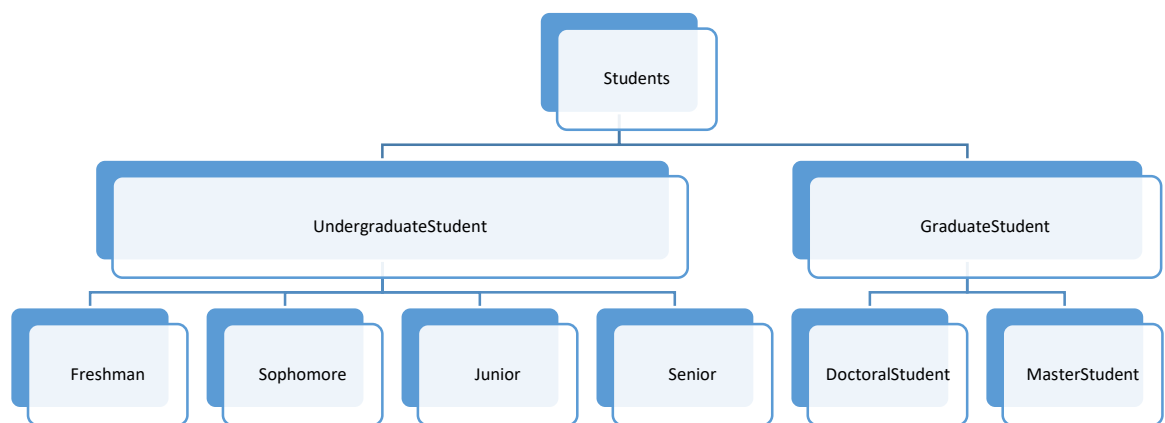 Students
UndergraduateStudent
GraduateStudent
Freshman
Sophomore
Junior
Senior
DoctoralStudent
MasterStudent